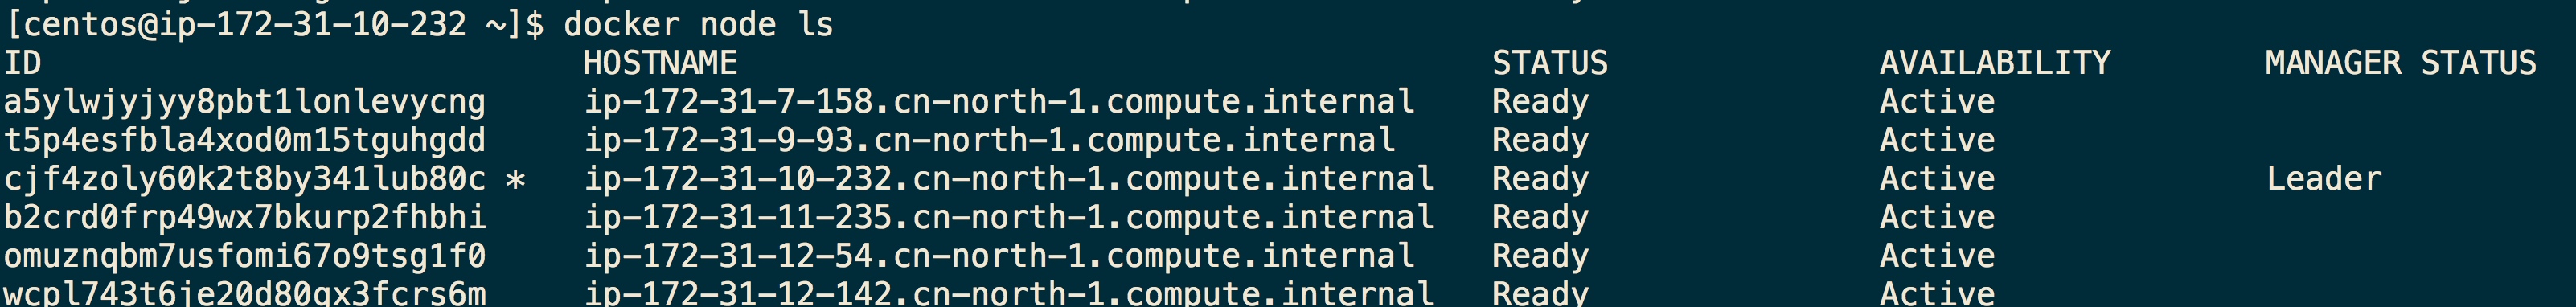 [centos@ip-172-31-10-232 ~]$ docker node ls
ID HOSTNAME STATUS AVAILABILITY MANAGER STATUS
a5ylwjyjyy8pbt1lonlevycng ip-172-31-7-158.cn-north-1.compute.internal Ready Active
t5p4esfbla4xod0m15tguhgdd ip-172-31-9-93.cn-north-1.compute.internal Ready Active
cjf4zoly60k2t8by341lub80c * ip-172-31-10-232.cn-north-1.compute.internal Ready Active Leader
b2crd0frp49wx7bkurp2fhbhi ip-172-31-11-235.cn-north-1.compute.internal Ready Active
omuznqbm7usfomi67o9tsg1f0 ip-172-31-12-54.cn-north-1.compute.internal Ready Active
ip-172-31-12-142.cn-north-1.compute.internal Ready Active